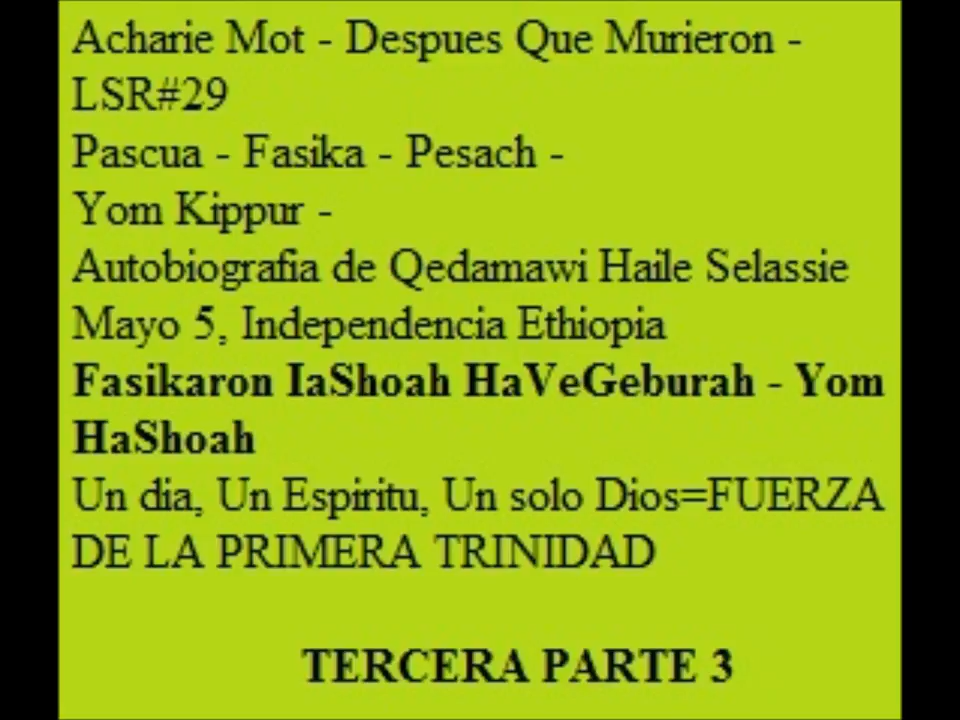 Acharie Mot - Despues Que Murieron -
LSR#29
Pascua - Fasika - Pesach -
Yom Kippur -
Autobiografia de Qedamawi Haile Selassie
Mayo 5, Independencia Ethiopia
Fasikaron IaShoah HaVeGeburah - Yom
HaShoah
Un dia, Un Espiritu, Un solo Dios=FUERZA
DE LA PRIMERA TRINIDAD
TERCERA PARTE 3